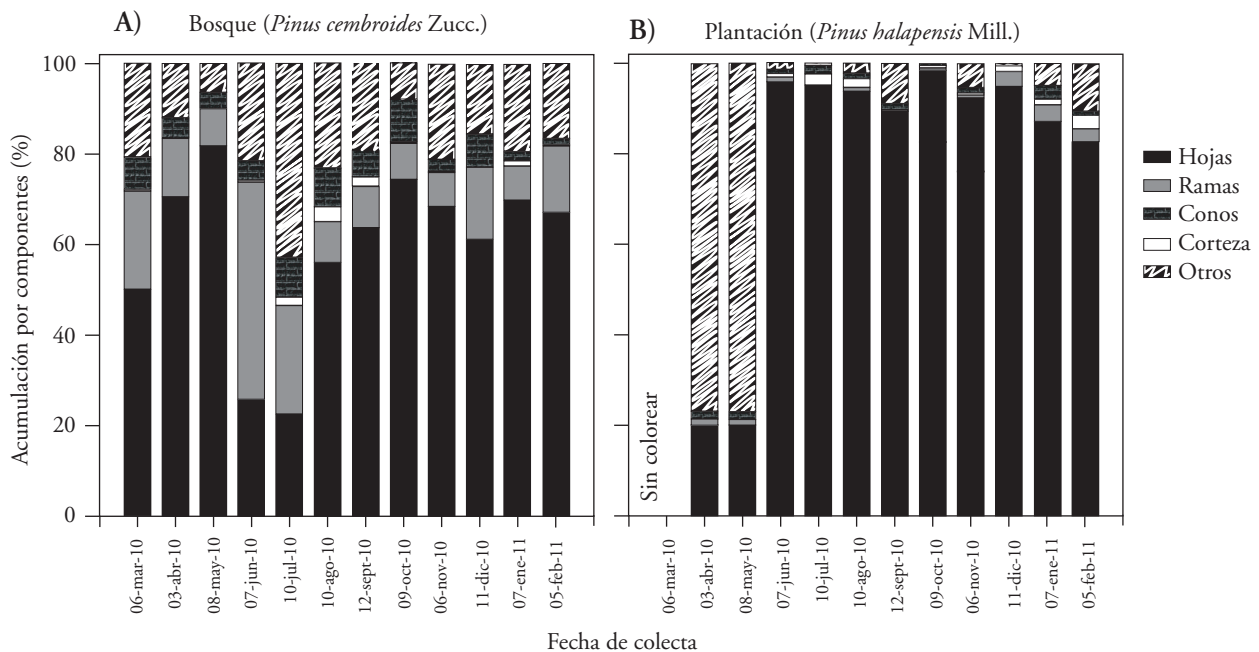 A) Bosque (Pinus cembroides Zucc.)
B) Plantación (Pinus halapensis Mill.)
Acumulación por componentes (%)
100
80
60
40
20
0
Sin colorear
Hojas
Ramas
Conos
Corteza
Otros
06-mar-10
03-abr-10
08-may-10
07-jun-10
10-jul-10
10-ago-10
12-sept-10
09-oct-10
06-nov-10
11-dic-10
07-ene-11
05-feb-11
06-mar-10
03-abr-10
08-may-10
07-jun-10
10-jul-10
10-ago-10
12-sept-10
09-oct-10
06-nov-10
11-dic-10
07-ene-11
05-feb-11
Fecha de colecta